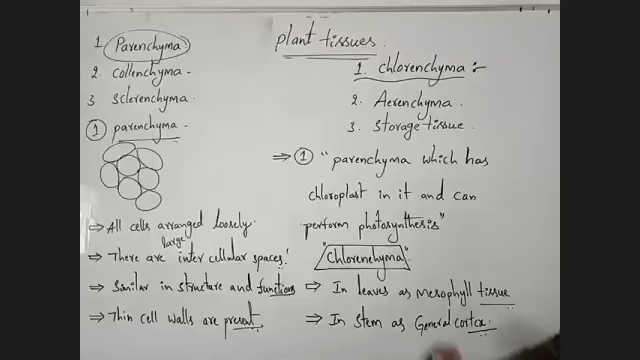 plant tissues
1 Parenchyma
2. collenchyma
3 sclerenchyma
1 parenchyma
⇒ All cells arranged loosely.
⇒ There are large inter cellular spaces.
⇒ Similar in structure and functions
⇒ Thin cell walls are present
1. chlorenchyma :-
2. Aerenchyma.
3. storage tissue.
⇒ 1 "parenchyma which has
chloroplast in it and can
perform photosynthesis"
"Chlorenchyma".
⇒ In leaves as mesophyll tissue
⇒ In stem as General cortex.